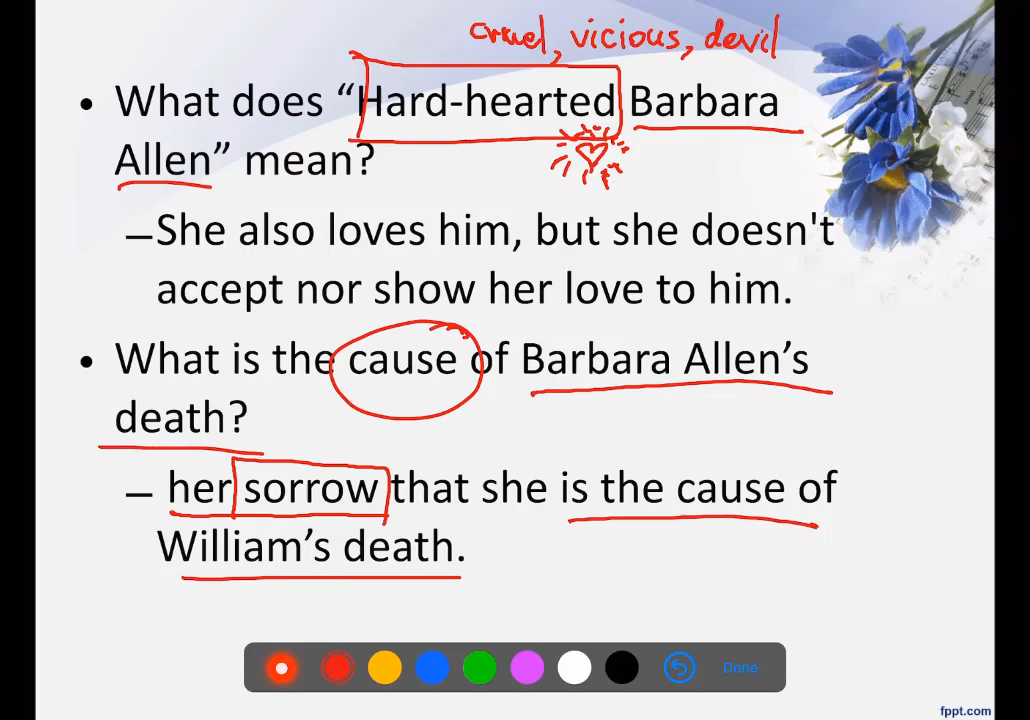 cruel, vicious, devil
• What does “Hard-hearted Barbara
Allen” mean?
–She also loves him, but she doesn't
accept nor show her love to him.
• What is the cause of Barbara Allen’s
death?
– her sorrow that she is the cause of
William’s death.
Done
fppt.com